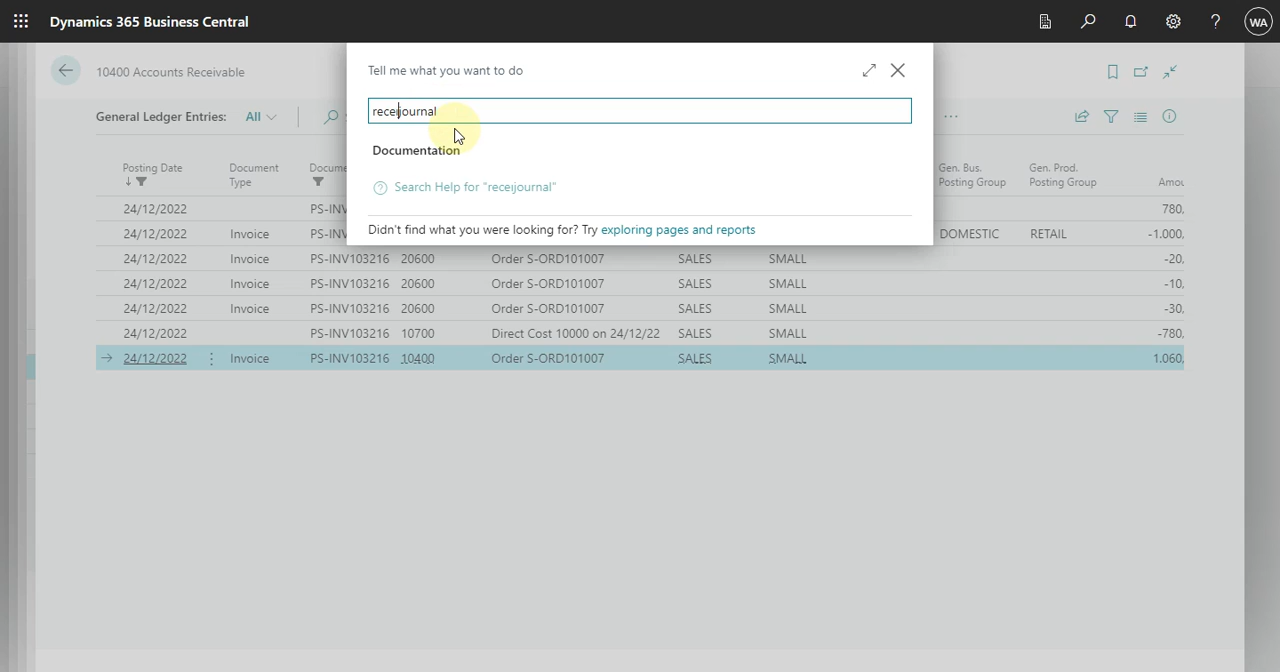 Dynamics 365 Business Central
WA
Tell me what you want to do
10400 Accounts Receivable
receijournal
General Ledger Entries: All
Documentation
Search Help for "receijournal"
Didn't find what you were looking for? Try exploring pages and reports
Posting Date Document Type Docume Gen. Bus. Posting Group Gen. Prod. Posting Group Amou
24/12/2022 PS-INV 780,
24/12/2022 Invoice PS-INV DOMESTIC RETAIL -1.000,
24/12/2022 Invoice PS-INV103216 20600 Order S-ORD101007 SALES SMALL -20,
24/12/2022 Invoice PS-INV103216 20600 Order S-ORD101007 SALES SMALL -10,
24/12/2022 Invoice PS-INV103216 20600 Order S-ORD101007 SALES SMALL -30,
24/12/2022 PS-INV103216 10700 Direct Cost 10000 on 24/12/22 SALES SMALL -780,
24/12/2022 Invoice PS-INV103216 10400 Order S-ORD101007 SALES SMALL 1.060,